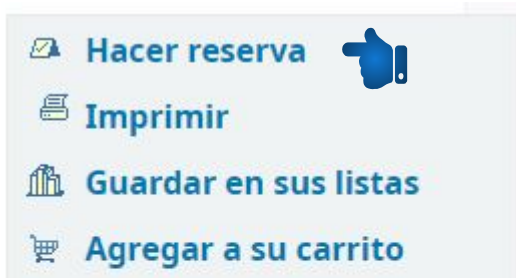 Hacer reserva
Imprimir
Guardar en sus listas
Agregar a su carrito